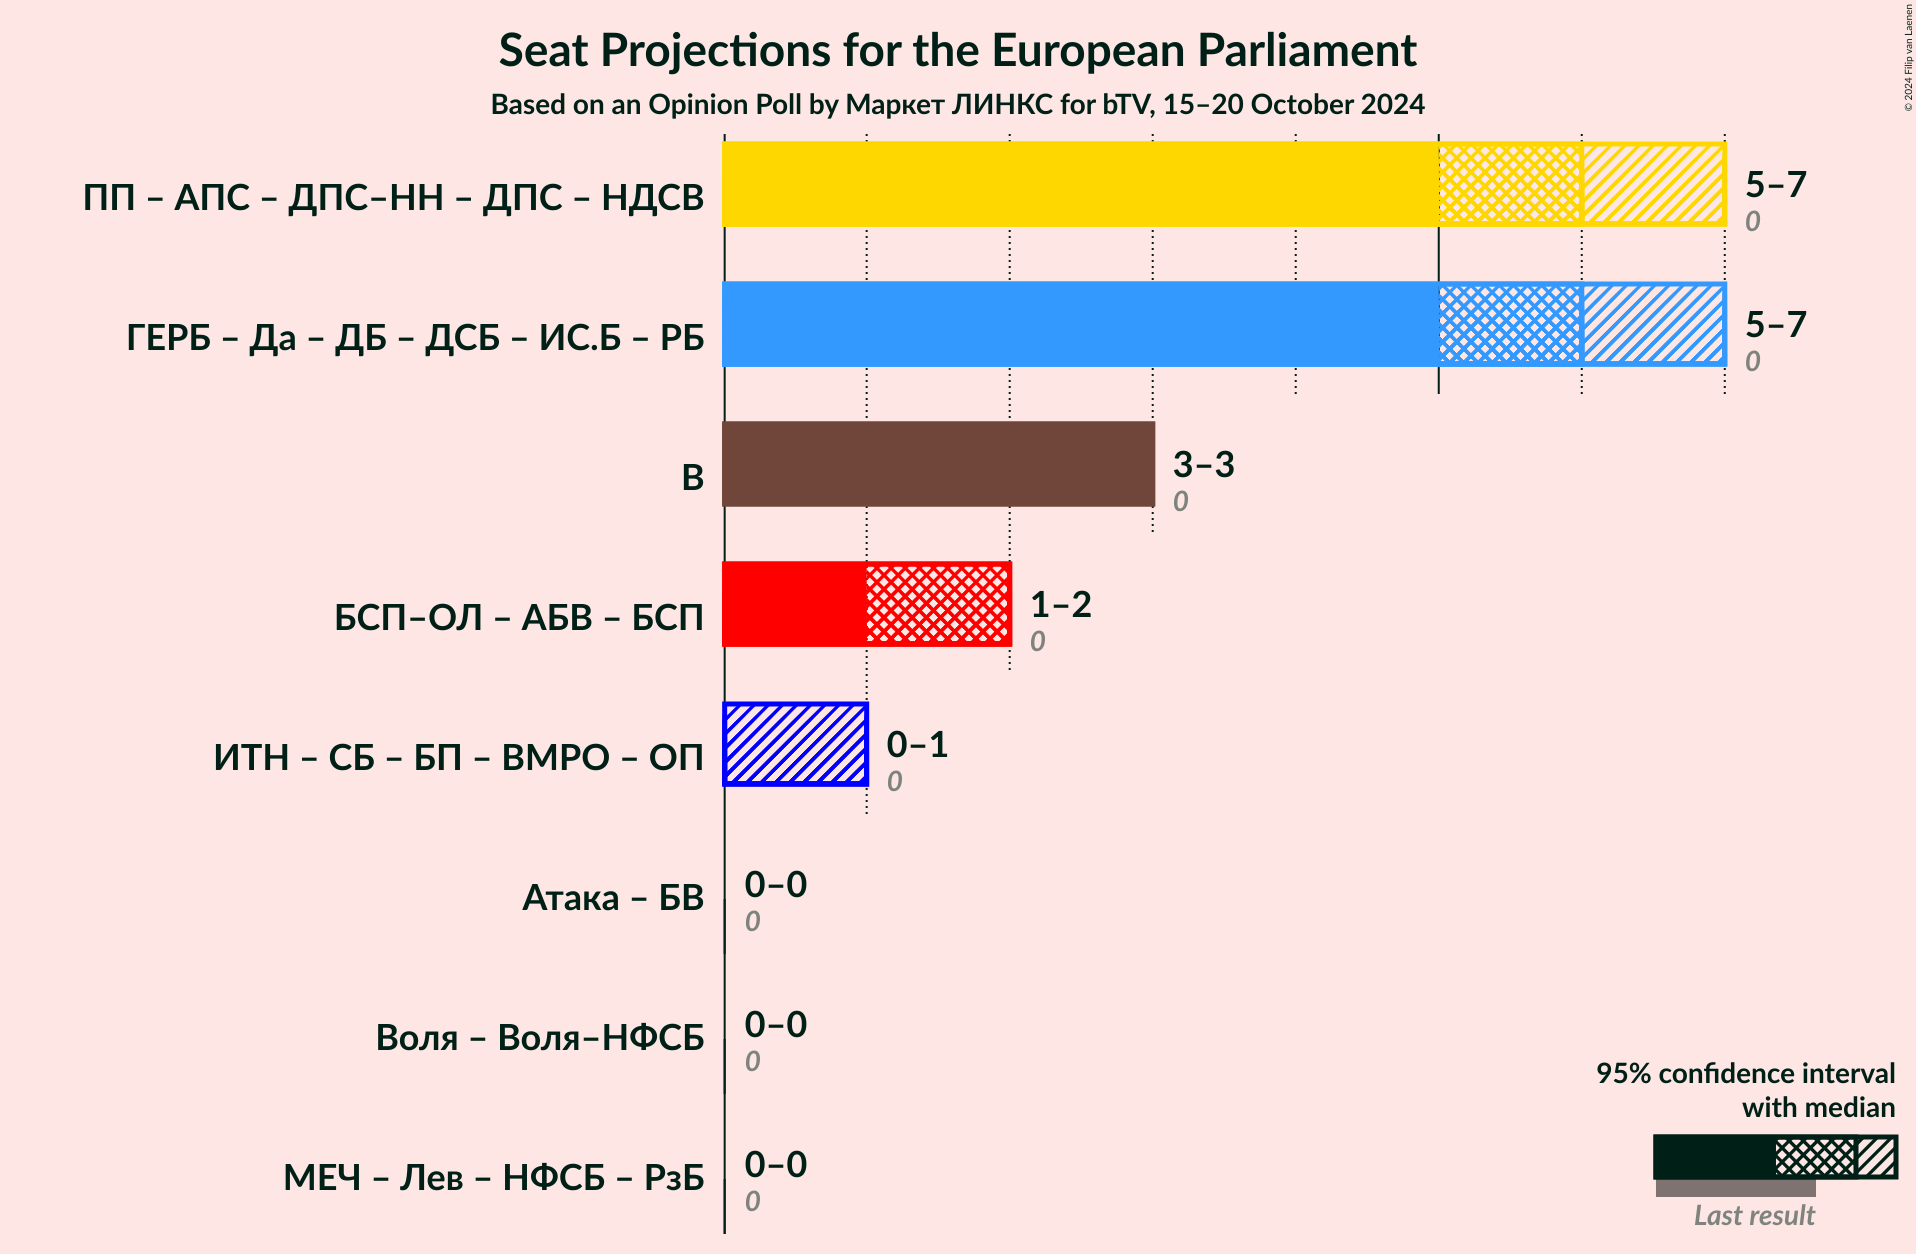 Seat Projections for the European Parliament
Based on an Opinion Poll by Маркет ЛИНКС for bTV, 15–20 October 2024
© 2024 Filip van Laenen
ПП – АПС – ДПС–НН – ДПС – НДСВ
5–7
0
ГЕРБ – Да – ДБ – ДСБ – ИС.Б – РБ
5–7
0
В
3–3
0
БСП–ОЛ – АБВ – БСП
1–2
0
ИТН – СБ – БП – ВМРО – ОП
0–1
0
Атака – БВ
0–0
0
Воля – Воля–НФСБ
0–0
0
МЕЧ – Лев – НФСБ – РзБ
0–0
0
95% confidence interval
with median
Last result